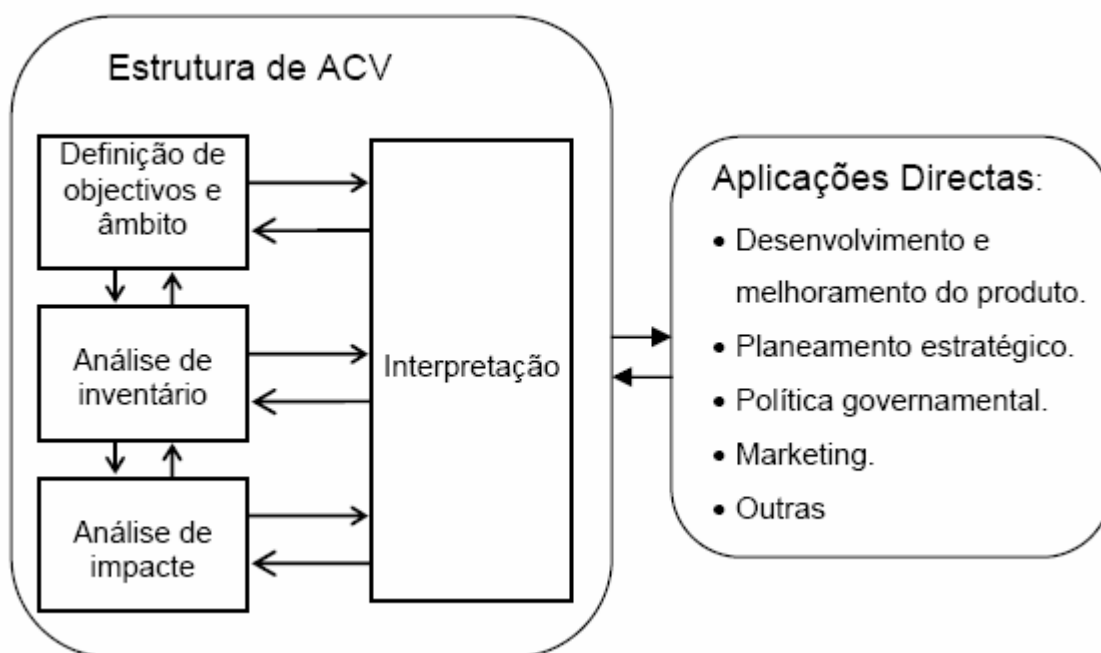 Estrutura de ACV
Definição de
objectivos e
âmbito
Análise de
inventário
Análise de
impacte
Interpretação
Aplicações Directas:
• Desenvolvimento e
melhoramento do produto.
• Planeamento estratégico.
• Política governamental.
• Marketing.
• Outras